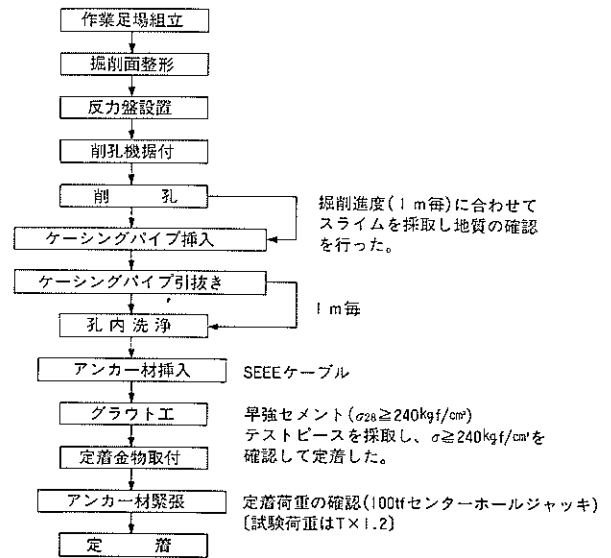 作業足場組立
掘削面整形
反力盤設置
削孔機据付
削　孔
掘削進度(1m毎)に合わせて
スライムを採取し地質の確認
を行った。
ケーシングパイプ挿入
ケーシングパイプ引抜き
1m毎
孔内洗浄
アンカー材挿入
SEEEケーブル
グラウト工
早強セメント(σ28≧240kgf/cm²)
テストピースを採取し、σ≧240kgf/cm²を
確認して定着した。
定着金物取付
アンカー材緊張
定着荷重の確認(100tfセンターホールジャッキ)
〔試験荷重はT×1.2〕
定　着